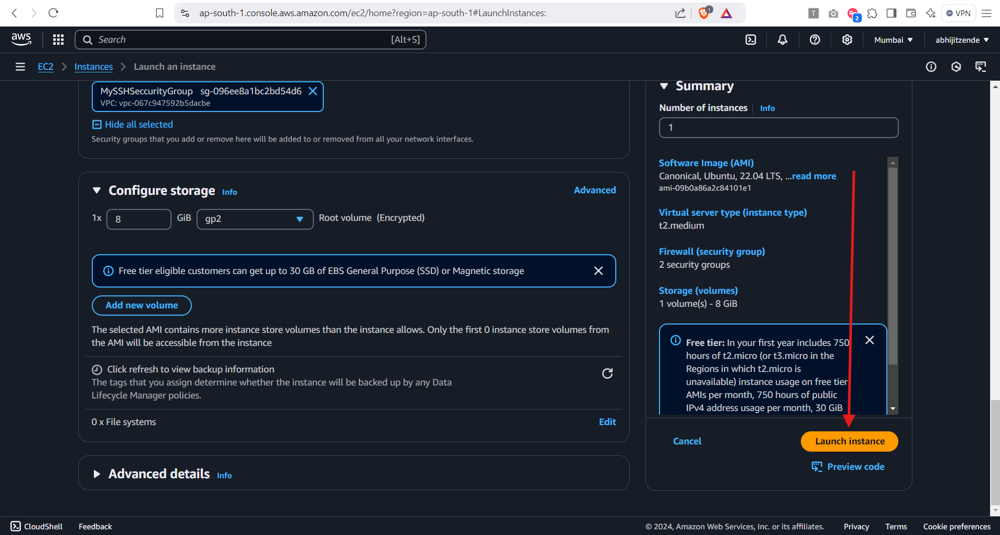 ap-south-1.console.aws.amazon.com/ec2/home?region=ap-south-1#LaunchInstances:
1
T
2
VPN
aws
Search
[Alt+S]
Mumbai
abhijitzende
EC2
Instances
Launch an instance
MySSHSeccurityGroup sg-096ee8a1bc2bd54d6
VPC: vpc-067c947592b5dacbe
Hide all selected
Security groups that you add or remove here will be added to or removed from all your network interfaces.
Configure storage Info
Advanced
1x 8 GiB gp2 Root volume (Encrypted)
Free tier eligible customers can get up to 30 GB of EBS General Purpose (SSD) or Magnetic storage
Add new volume
The selected AMI contains more instance store volumes than the instance allows. Only the first 0 instance store volumes from
the AMI will be accessible from the instance
Click refresh to view backup information
The tags that you assign determine whether the instance will be backed up by any Data
Lifecycle Manager policies.
0 x File systems
Edit
Advanced details Info
Summary
Number of instances Info
1
Software Image (AMI)
Canonical, Ubuntu, 22.04 LTS, ...read more
ami-09b0a86a2c84101e1
Virtual server type (instance type)
t2.medium
Firewall (security group)
2 security groups
Storage (volumes)
1 volume(s) - 8 GiB
Free tier: In your first year includes 750
hours of t2.micro (or t3.micro in the
Regions in which t2.micro is
unavailable) instance usage on free tier
AMIs per month, 750 hours of public
IPv4 address usage per month, 30 GiB
Cancel
Launch instance
Preview code
CloudShell
Feedback
© 2024, Amazon Web Services, Inc. or its affiliates.
Privacy
Terms
Cookie preferences